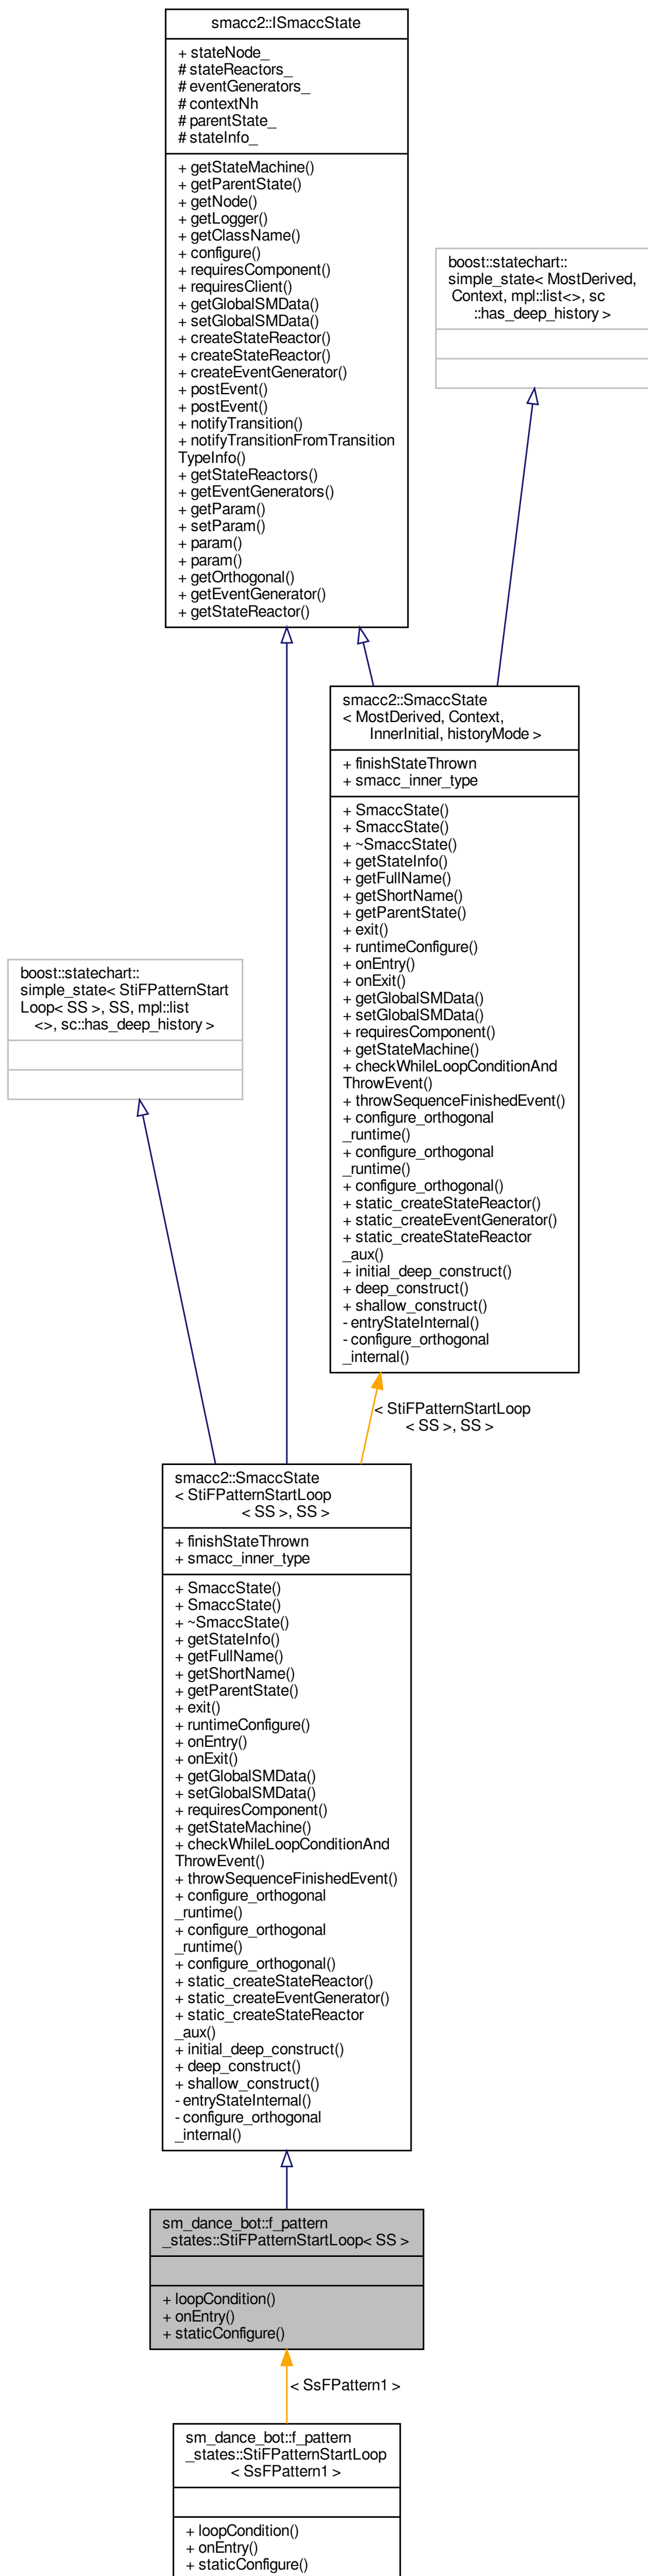 smacc2::ISmaccState
+ stateNode_
# stateReactors_
# eventGenerators_
# contextNh
# parentState_
# stateInfo_
+ getStateMachine()
+ getParentState()
+ getNode()
+ getLogger()
+ getClassName()
+ configure()
+ requiresComponent()
+ requiresClient()
+ getGlobalSMData()
+ setGlobalSMData()
+ createStateReactor()
+ createStateReactor()
+ createEventGenerator()
+ postEvent()
+ postEvent()
+ notifyTransition()
+ notifyTransitionFromTransition
TypeInfo()
+ getStateReactors()
+ getEventGenerators()
+ getParam()
+ setParam()
+ param()
+ param()
+ getOrthogonal()
+ getEventGenerator()
+ getStateReactor()
boost::statechart::
simple_state< MostDerived,
Context, mpl::list<>, sc
::has_deep_history >
smacc2::SmaccState
< MostDerived, Context,
InnerInitial, historyMode >
+ finishStateThrown
+ smacc_inner_type
+ SmaccState()
+ SmaccState()
+ ~SmaccState()
+ getStateInfo()
+ getFullName()
+ getShortName()
+ getParentState()
+ exit()
+ runtimeConfigure()
+ onEntry()
+ onExit()
+ getGlobalSMData()
+ setGlobalSMData()
+ requiresComponent()
+ getStateMachine()
+ checkWhileLoopConditionAnd
ThrowEvent()
+ throwSequenceFinishedEvent()
+ configure_orthogonal
_runtime()
+ configure_orthogonal
_runtime()
+ configure_orthogonal()
+ static_createStateReactor()
+ static_createEventGenerator()
+ static_createStateReactor
_aux()
+ initial_deep_construct()
+ deep_construct()
+ shallow_construct()
- entryStateInternal()
- configure_orthogonal
_internal()
boost::statechart::
simple_state< StiFPatternStart
Loop< SS >, SS, mpl::list
<>, sc::has_deep_history >
< StiFPatternStartLoop
< SS >, SS >
smacc2::SmaccState
< StiFPatternStartLoop
< SS >, SS >
+ finishStateThrown
+ smacc_inner_type
+ SmaccState()
+ SmaccState()
+ ~SmaccState()
+ getStateInfo()
+ getFullName()
+ getShortName()
+ getParentState()
+ exit()
+ runtimeConfigure()
+ onEntry()
+ onExit()
+ getGlobalSMData()
+ setGlobalSMData()
+ requiresComponent()
+ getStateMachine()
+ checkWhileLoopConditionAnd
ThrowEvent()
+ throwSequenceFinishedEvent()
+ configure_orthogonal
_runtime()
+ configure_orthogonal
_runtime()
+ configure_orthogonal()
+ static_createStateReactor()
+ static_createEventGenerator()
+ static_createStateReactor
_aux()
+ initial_deep_construct()
+ deep_construct()
+ shallow_construct()
- entryStateInternal()
- configure_orthogonal
_internal()
sm_dance_bot::f_pattern
_states::StiFPatternStartLoop< SS >
+ loopCondition()
+ onEntry()
+ staticConfigure()
< SsFPattern1 >
sm_dance_bot::f_pattern
_states::StiFPatternStartLoop
< SsFPattern1 >
+ loopCondition()
+ onEntry()
+ staticConfigure()